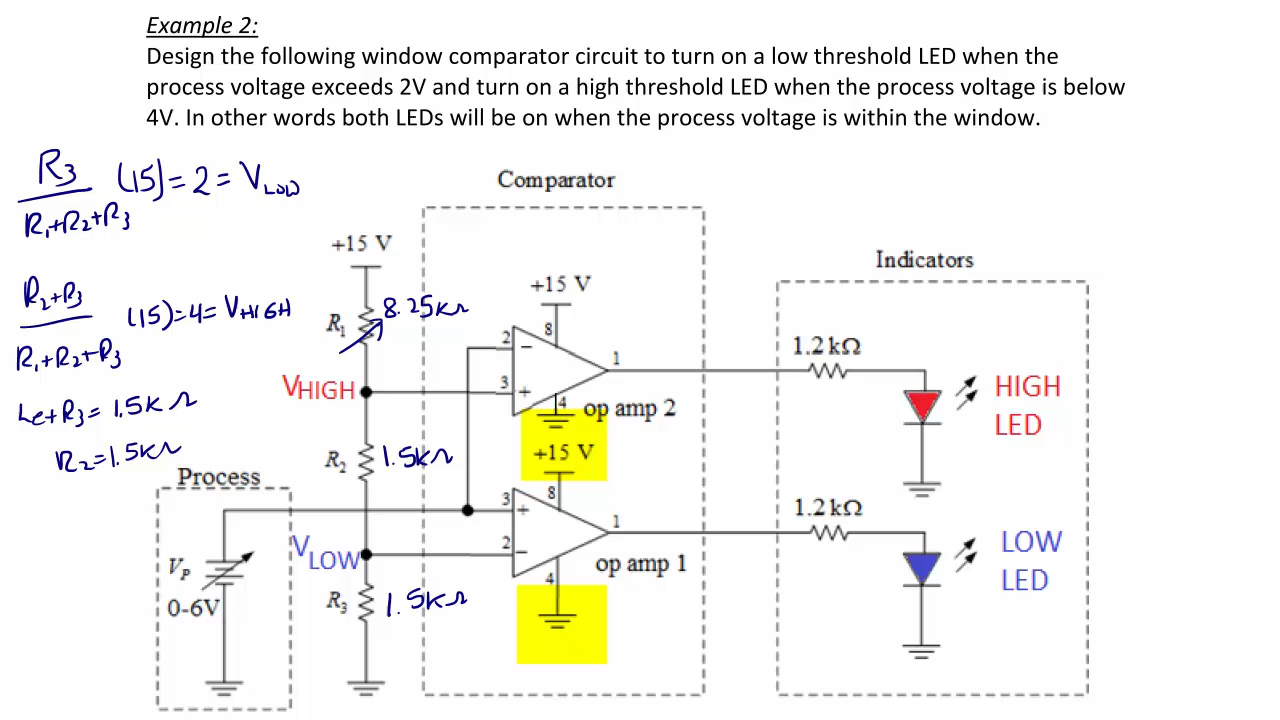 Example 2:
Design the following window comparator circuit to turn on a low threshold LED when the
process voltage exceeds 2V and turn on a high threshold LED when the process voltage is below
4V. In other words both LEDs will be on when the process voltage is within the window.
R3 / R1+R2+R3 (15) = 2 = VLOW
R2+R3 / R1+R2+R3 (15) = 4 = VHIGH
Let R3 = 1.5KΩ
R2 = 1.5KΩ
Comparator
+15 V
R1
8.25KΩ
VHIGH
R2
1.5KΩ
VLOW
R3
1.5KΩ
Process
VP
0-6V
+15 V
8
2
−
3
+
1
4
op amp 2
+15 V
8
3
+
2
−
1
4
op amp 1
Indicators
1.2 kΩ
HIGH
LED
1.2 kΩ
LOW
LED